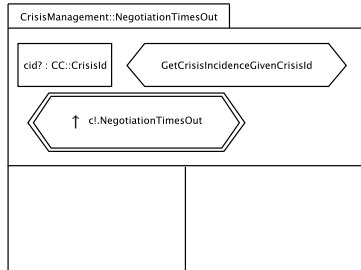 CrisisManagement::NegotiationTimesOut
cid? : CC::CrisisId
GetCrisisIncidenceGivenCrisisId
↑ c!.NegotiationTimesOut